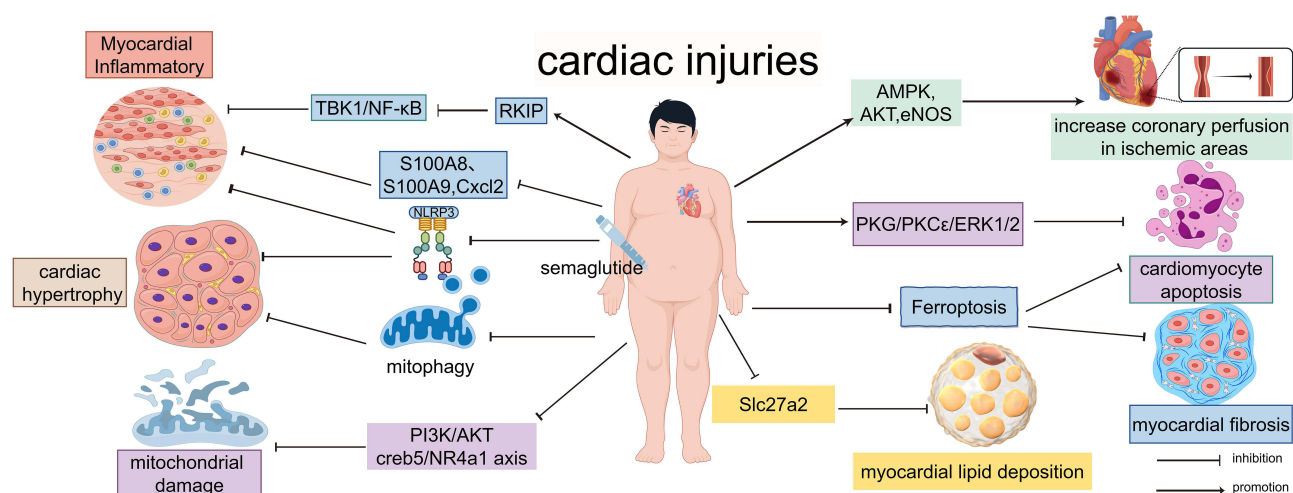 cardiac injuries
Myocardial
Inflammatory
TBK1/NF-κB
RKIP
S100A8、
S100A9,Cxcl2
NLRP3
cardiac
hypertrophy
semaglutide
mitophagy
mitochondrial
damage
PI3K/AKT
creb5/NR4a1 axis
AMPK,
AKT,eNOS
increase coronary perfusion
in ischemic areas
PKG/PKCε/ERK1/2
cardiomyocyte
apoptosis
Ferroptosis
Slc27a2
myocardial lipid deposition
myocardial fibrosis
inhibition
promotion